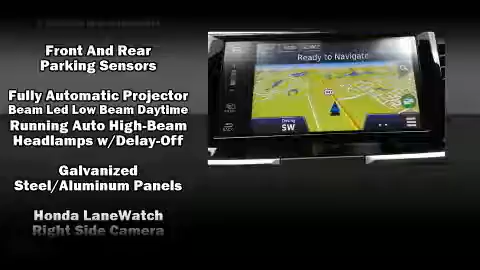 Front And Rear
Parking Sensors
Fully Automatic Projector
Beam Led Low Beam Daytime
Running Auto High-Beam
Headlamps w/Delay-Off
Galvanized
Steel/Aluminum Panels
Honda LaneWatch
Right Side Camera
Ready to Navigate
Driving
SW